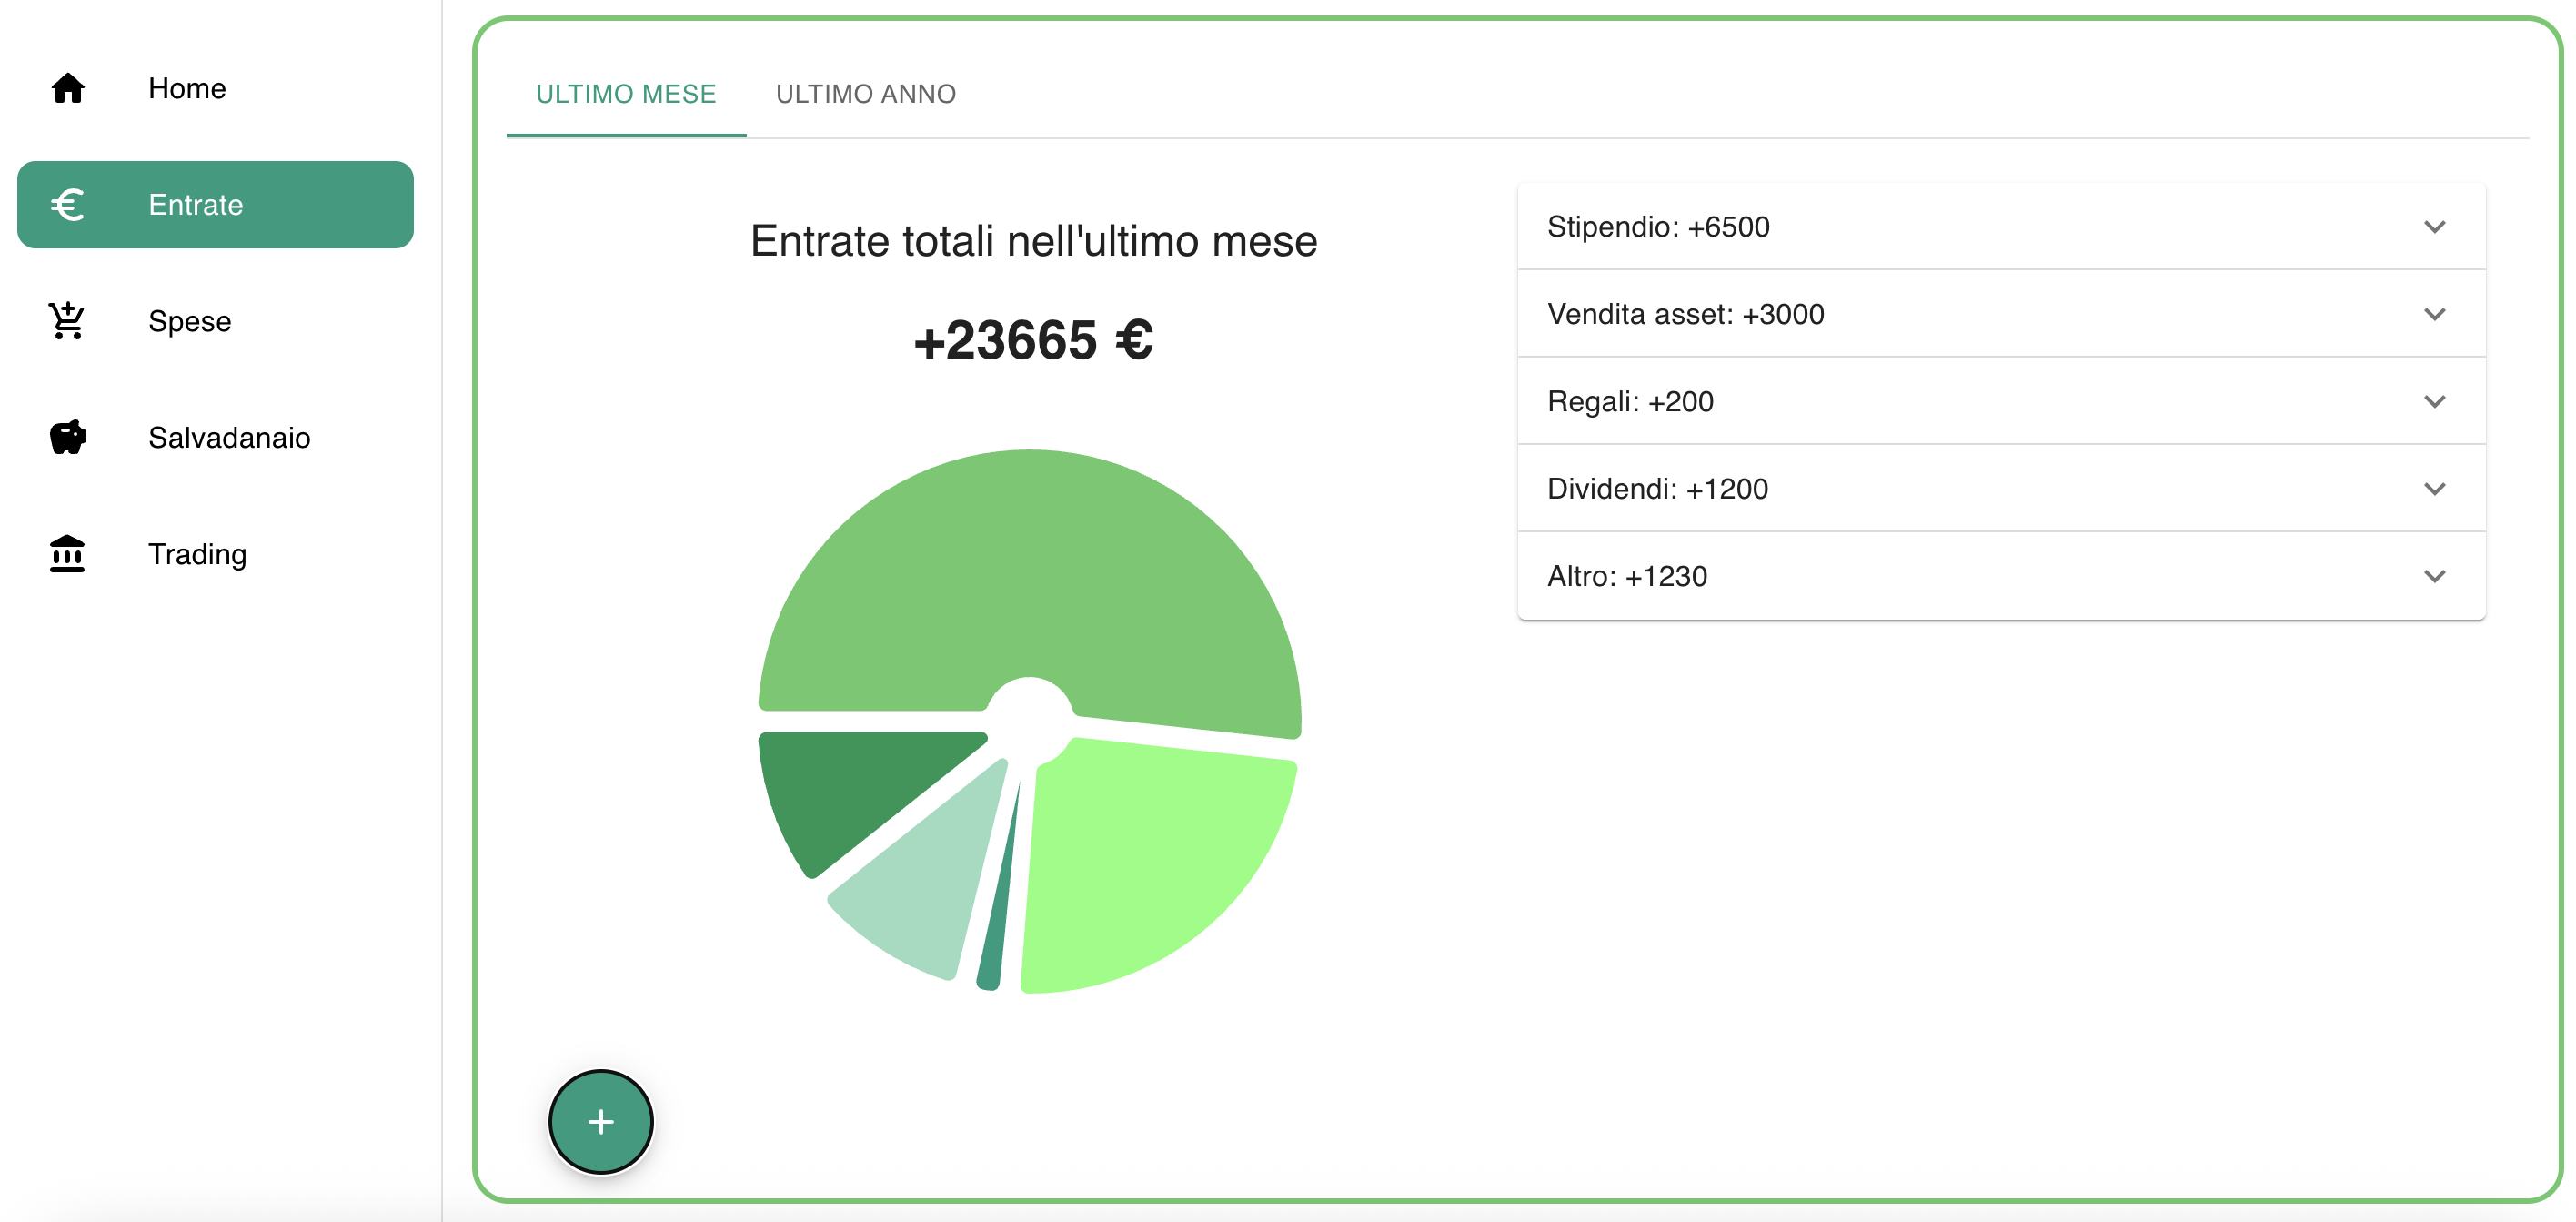 Home
Entrate
Spese
Salvadanaio
Trading
ULTIMO MESE
ULTIMO ANNO
Entrate totali nell'ultimo mese
+23665 €
Stipendio: +6500
Vendita asset: +3000
Regali: +200
Dividendi: +1200
Altro: +1230